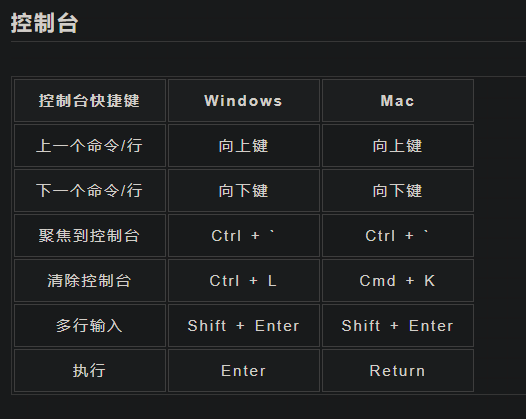 控制台
控制台快捷键 Windows Mac
上一个命令/行 向上键 向上键
下一个命令/行 向下键 向下键
聚焦到控制台 Ctrl + ` Ctrl + `
清除控制台 Ctrl + L Cmd + K
多行输入 Shift + Enter Shift + Enter
执行 Enter Return